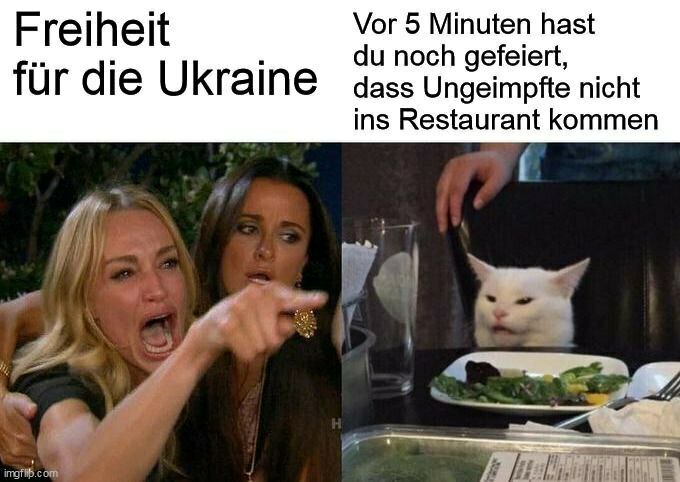 Freiheit
für die Ukraine
Vor 5 Minuten hast
du noch gefeiert,
dass Ungeimpfte nicht
ins Restaurant kommen
H
imgflip.com